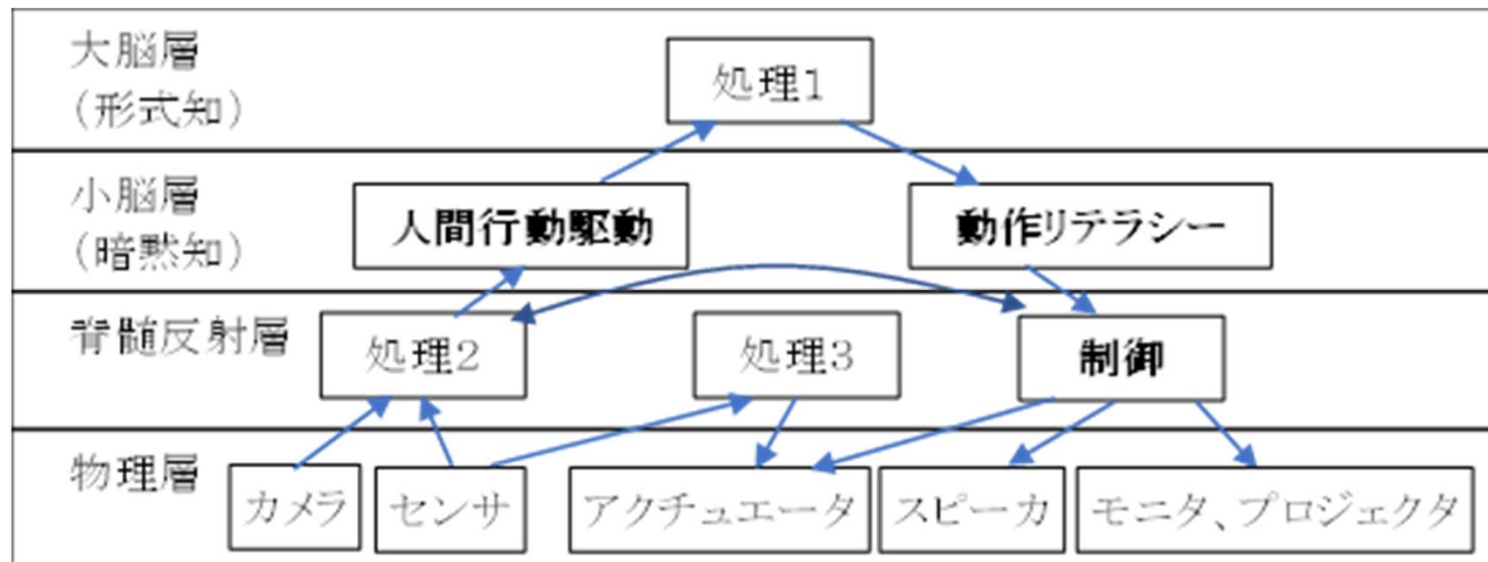 大脳層
(形式知)
処理1
小脳層
(暗黙知)
人間行動駆動
動作リテラシー
脊髄反射層
処理2
処理3
制御
物理層
カメラ
センサ
アクチュエータ
スピーカ
モニタ、プロジェクタ